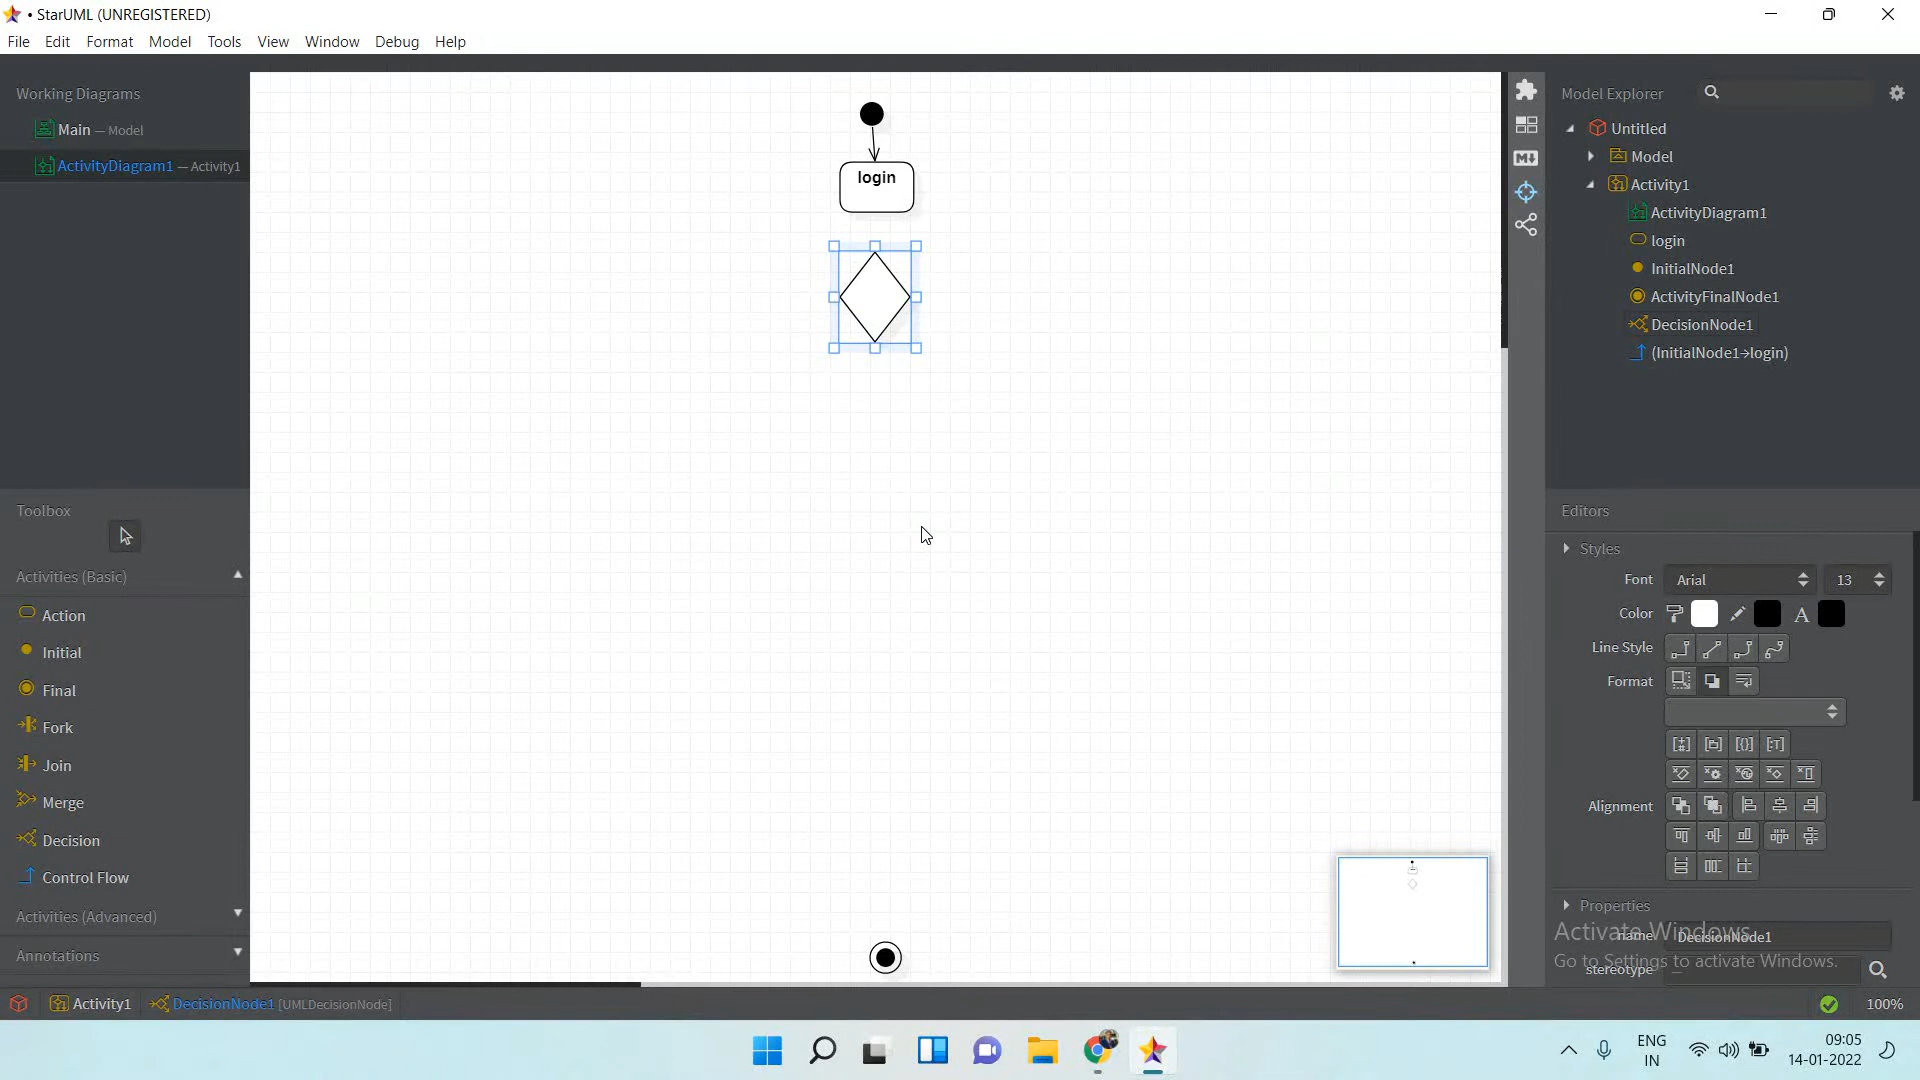 • StarUML (UNREGISTERED)
File Edit Format Model Tools View Window Debug Help
Working Diagrams
Main — Model
ActivityDiagram1 — Activity1
Toolbox
Activities (Basic)
Action
Initial
Final
Fork
Join
Merge
Decision
Control Flow
Activities (Advanced)
Annotations
login
Model Explorer
Untitled
Model
Activity1
ActivityDiagram1
login
InitialNode1
ActivityFinalNode1
DecisionNode1
(InitialNode1→login)
Editors
Styles
Font Arial 13
Color A
Line Style
Format
Alignment
Properties
name DecisionNode1
stereotype —
Activate Windows
Go to Settings to activate Windows.
Activity1 DecisionNode1 [UMLDecisionNode] 100%
ENG
IN
09:05
14-01-2022